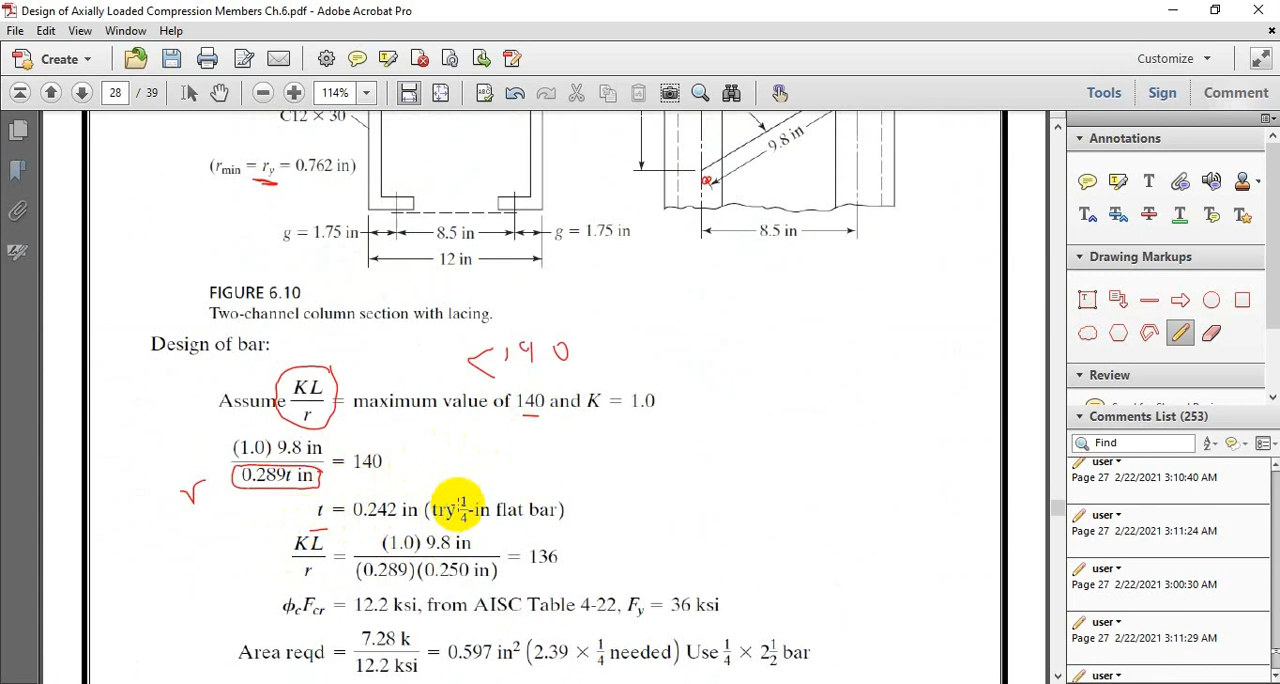 Design of Axially Loaded Compression Members Ch.6.pdf - Adobe Acrobat Pro
File Edit View Window Help
Create
Customize
28 / 39
114%
Tools Sign Comment
C12 × 30
(rmin = ry = 0.762 in)
9.8 in
g = 1.75 in 8.5 in g = 1.75 in
8.5 in
12 in
FIGURE 6.10
Two-channel column section with lacing.
Design of bar:
< 190
Assume KL/r = maximum value of 140 and K = 1.0
(1.0) 9.8 in / 0.289t in = 140
r
t = 0.242 in (try 1/4-in flat bar)
KL/r = (1.0) 9.8 in / (0.289)(0.250 in) = 136
ϕcFcr = 12.2 ksi, from AISC Table 4-22, Fy = 36 ksi
Area reqd = 7.28 k / 12.2 ksi = 0.597 in² (2.39 × 1/4 needed) Use 1/4 × 2 1/2 bar
Annotations
Drawing Markups
Review
Comments List (253)
Find
user
Page 27 2/22/2021 3:10:40 AM
user
Page 27 2/22/2021 3:11:24 AM
user
Page 27 2/22/2021 3:00:30 AM
user
Page 27 2/22/2021 3:11:29 AM
user